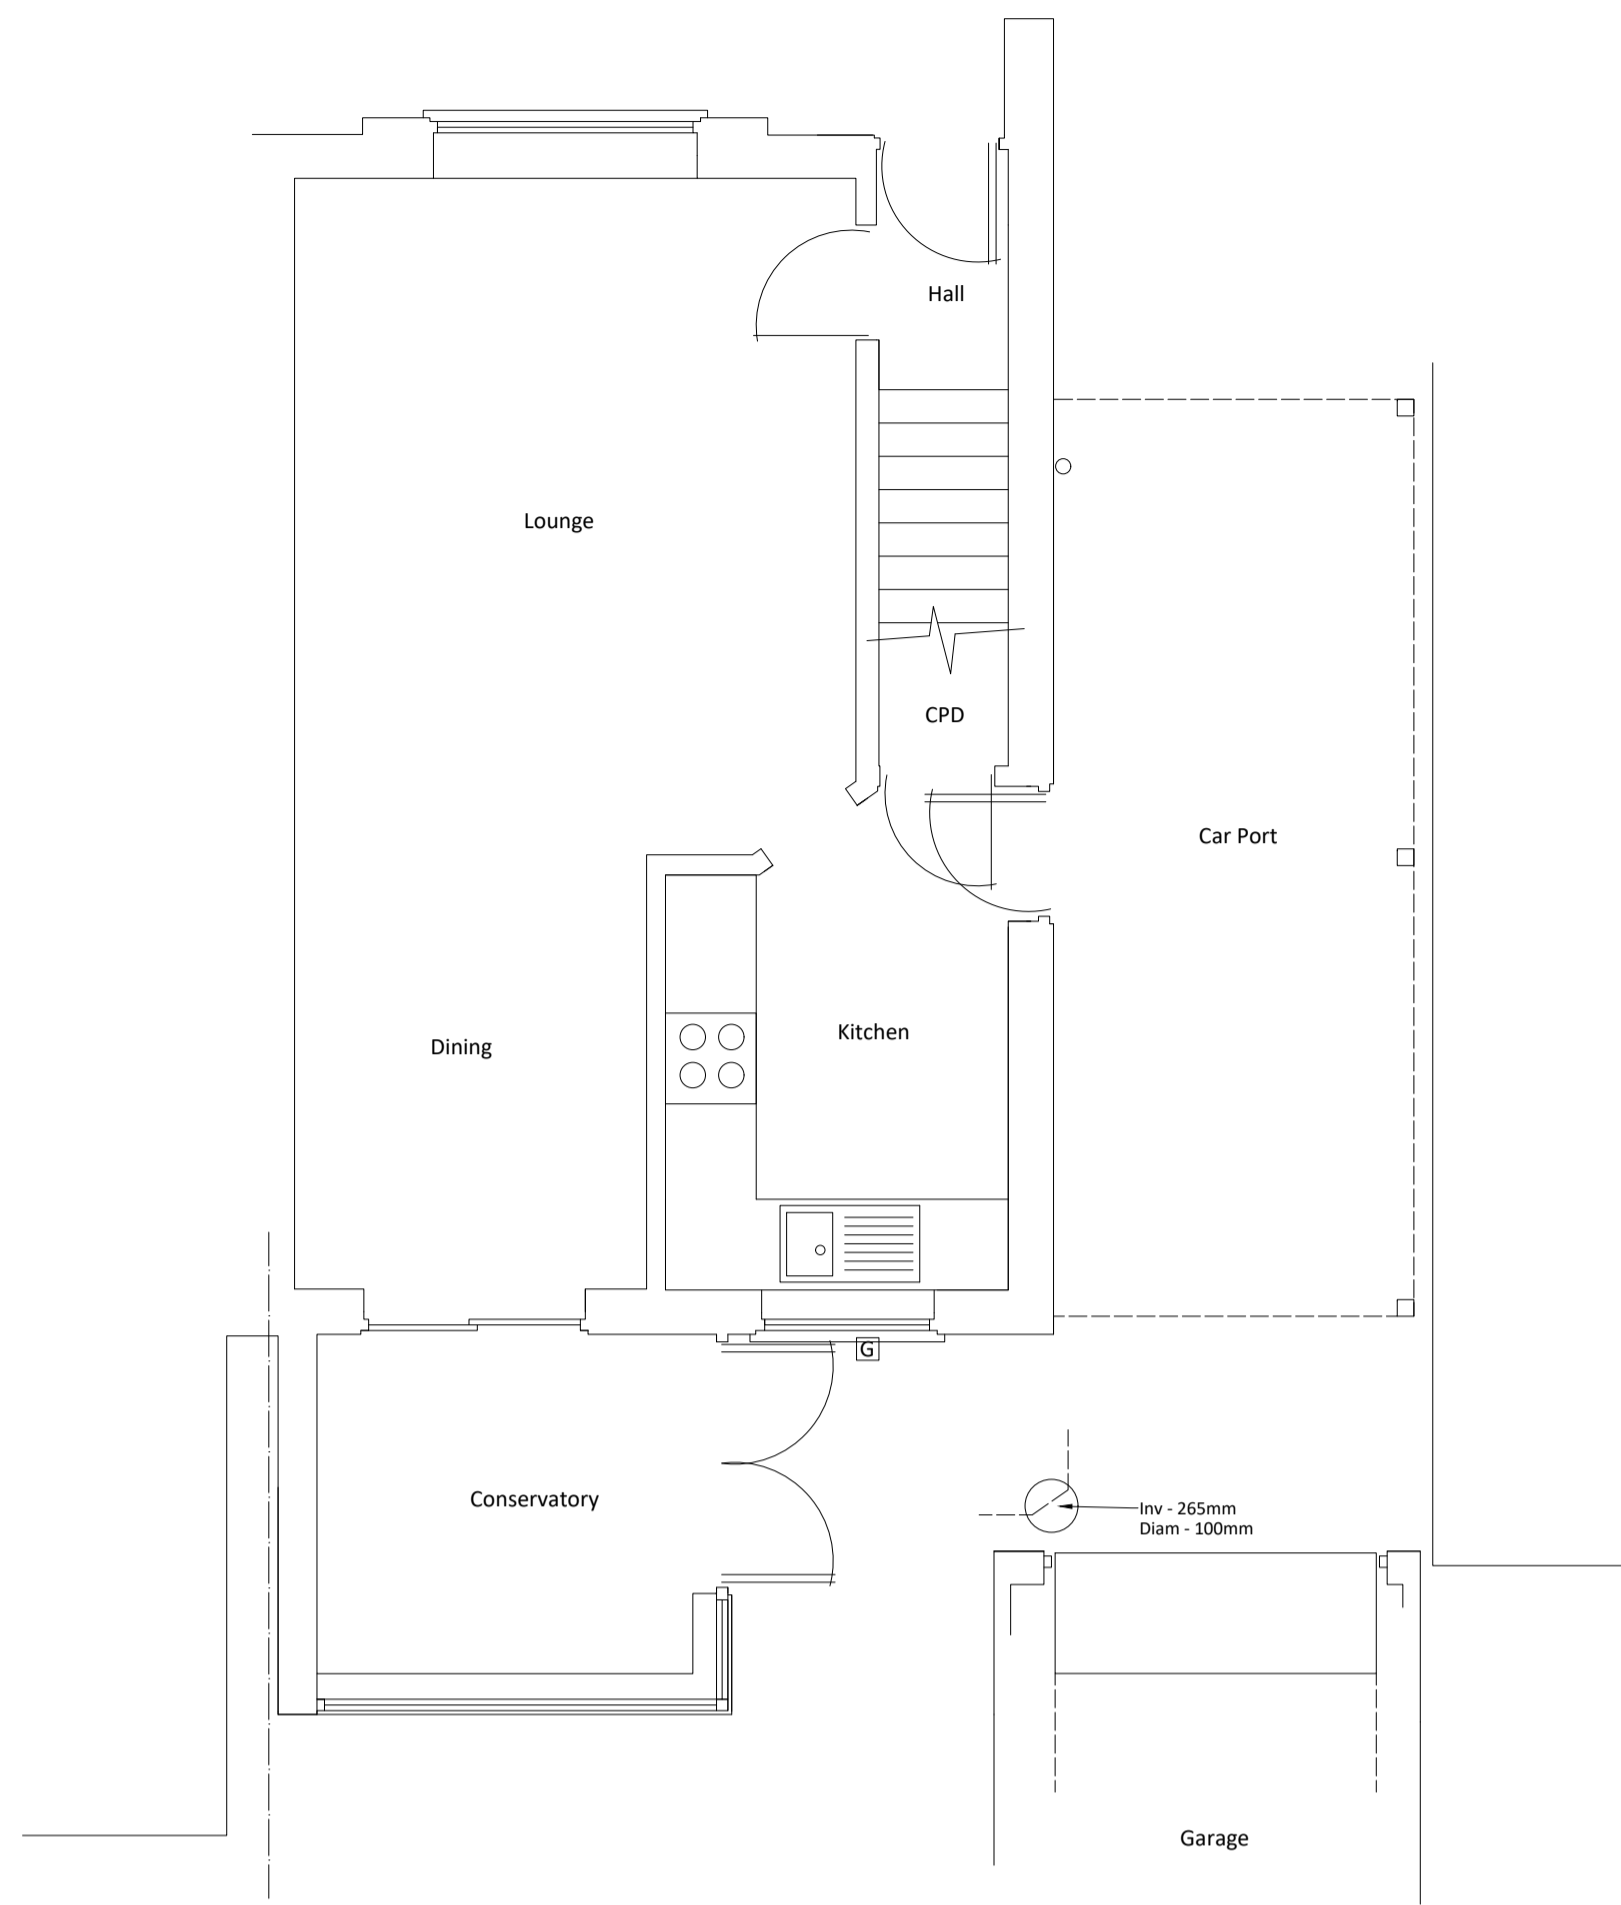 Hall
Lounge
CPD
Car Port
Kitchen
Dining
G
Conservatory
Inv - 265mm
Diam - 100mm
Garage